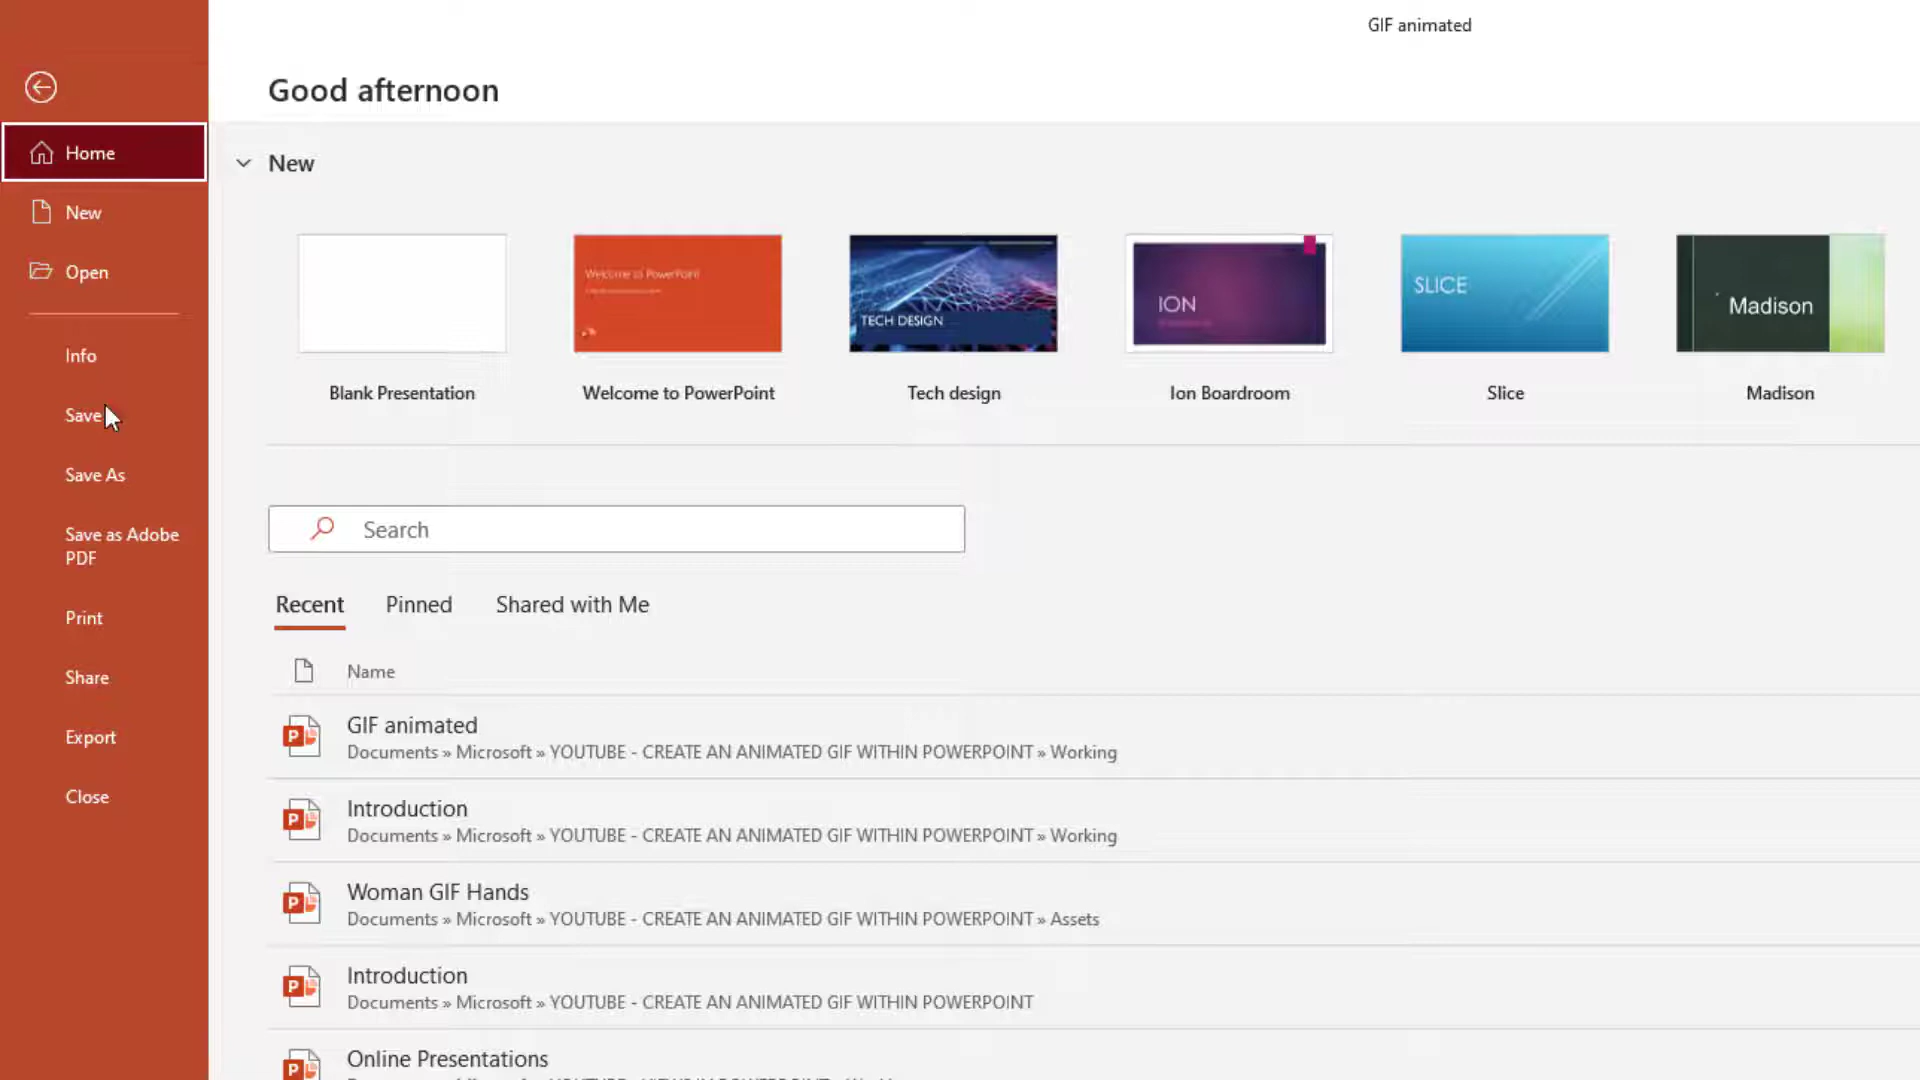 GIF animated
Good afternoon
Home
New
Open
Info
Save
Save As
Save as Adobe
PDF
Print
Share
Export
Close
New
Welcome to PowerPoint
TECH DESIGN
ION
SLICE
Madison
Blank Presentation
Welcome to PowerPoint
Tech design
Ion Boardroom
Slice
Madison
Search
Recent
Pinned
Shared with Me
Name
GIF animated
Documents » Microsoft » YOUTUBE - CREATE AN ANIMATED GIF WITHIN POWERPOINT » Working
Introduction
Documents » Microsoft » YOUTUBE - CREATE AN ANIMATED GIF WITHIN POWERPOINT » Working
Woman GIF Hands
Documents » Microsoft » YOUTUBE - CREATE AN ANIMATED GIF WITHIN POWERPOINT » Assets
Introduction
Documents » Microsoft » YOUTUBE - CREATE AN ANIMATED GIF WITHIN POWERPOINT
Online Presentations